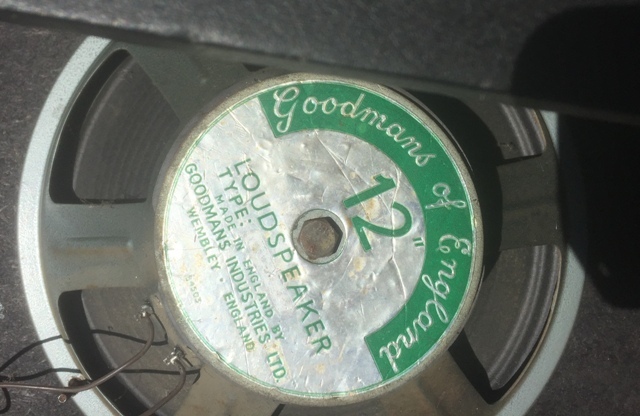 Goodmans of England
12"
LOUDSPEAKER
TYPE:
MADE IN ENGLAND BY
GOODMANS INDUSTRIES LTD.
WEMBLEY · ENGLAND